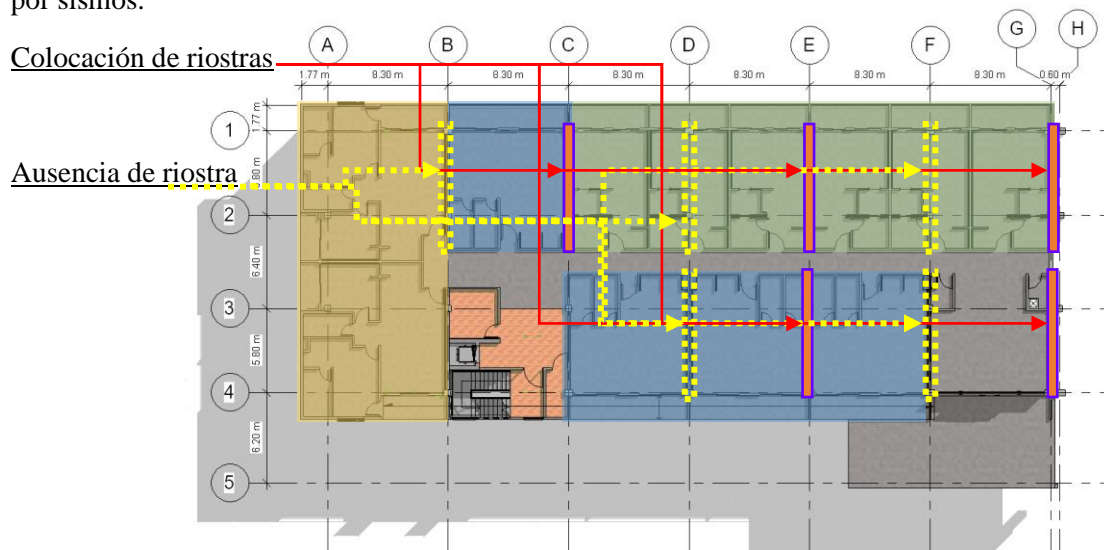 por sismos.
Colocación de riostras
Ausencia de riostra
A B C D E F G H
1.77 m 8.30 m 8.30 m 8.30 m 8.30 m 8.30 m 8.30 m 0.60 m
1
1.77 m
.80 m
2
6.40 m
3
5.80 m
4
6.20 m
5